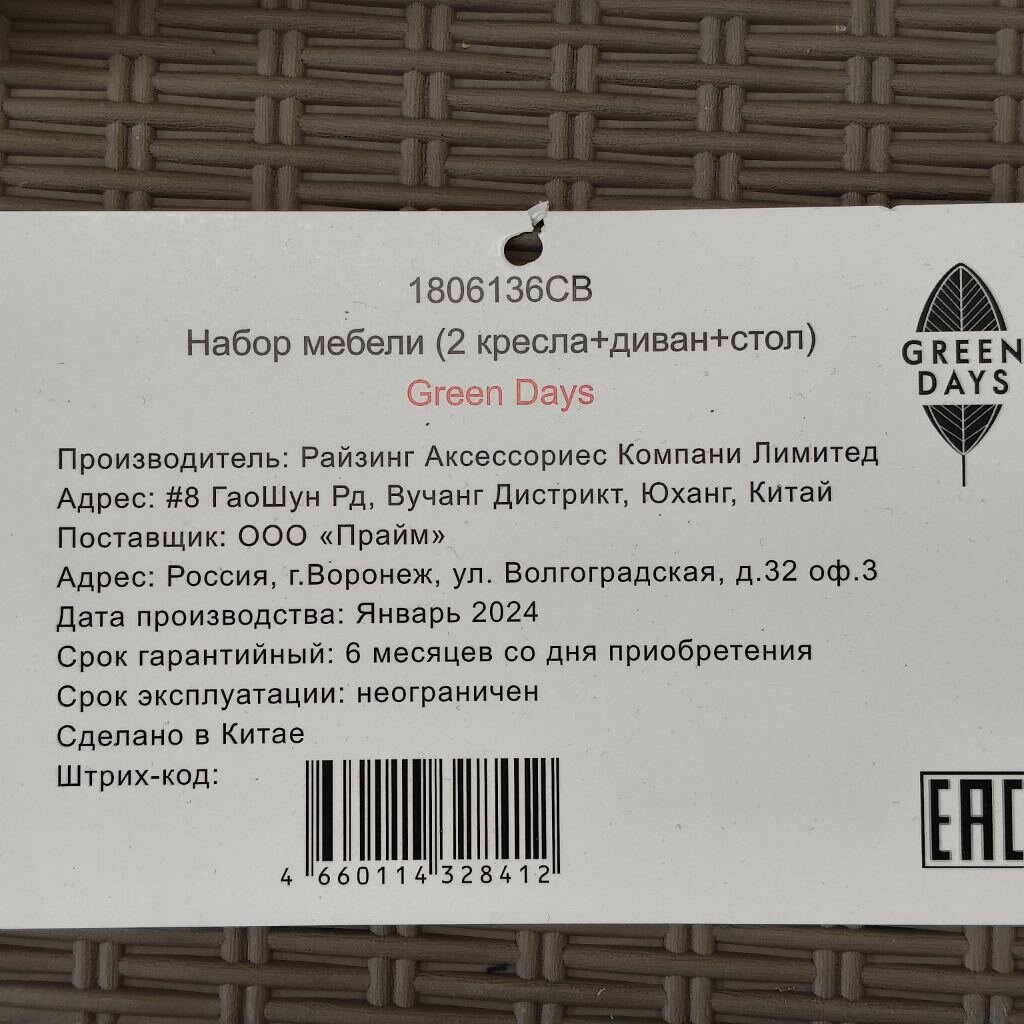 1806136CB
Набор мебели (2 кресла+диван+стол)
Green Days
GREEN
DAYS
Производитель: Райзинг Аксессориес Компани Лимитед
Адрес: #8 ГаоШун Рд, Вучанг Дистрикт, Юханг, Китай
Поставщик: ООО «Прайм»
Адрес: Россия, г.Воронеж, ул. Волгоградская, д.32 оф.3
Дата производства: Январь 2024
Срок гарантийный: 6 месяцев со дня приобретения
Срок эксплуатации: неограничен
Сделано в Китае
Штрих-код:
4 660114 328412
EAC